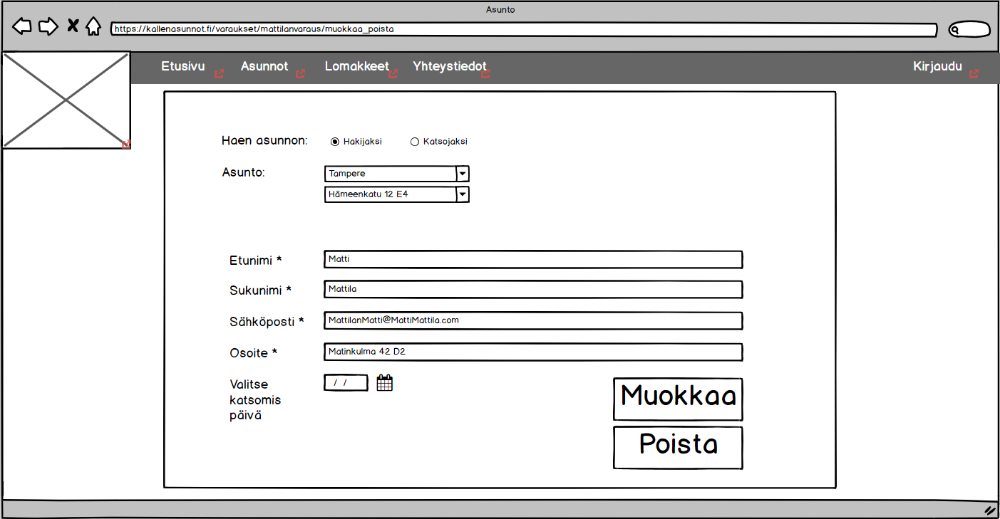 Asunto
https://kallenasunnot.fi/varaukset/mattilanvaraus/muokkaa_poista
Etusivu Asunnot Lomakkeet Yhteystiedot Kirjaudu
Haen asunnon: Hakijaksi Katsojaksi
Asunto: Tampere
Hämeenkatu 12 E4
Etunimi * Matti
Sukunimi * Mattila
Sähköposti * MattilanMatti@MattiMattila.com
Osoite * Matinkulma 42 D2
Valitse / /
katsomis
päivä
Muokkaa
Poista